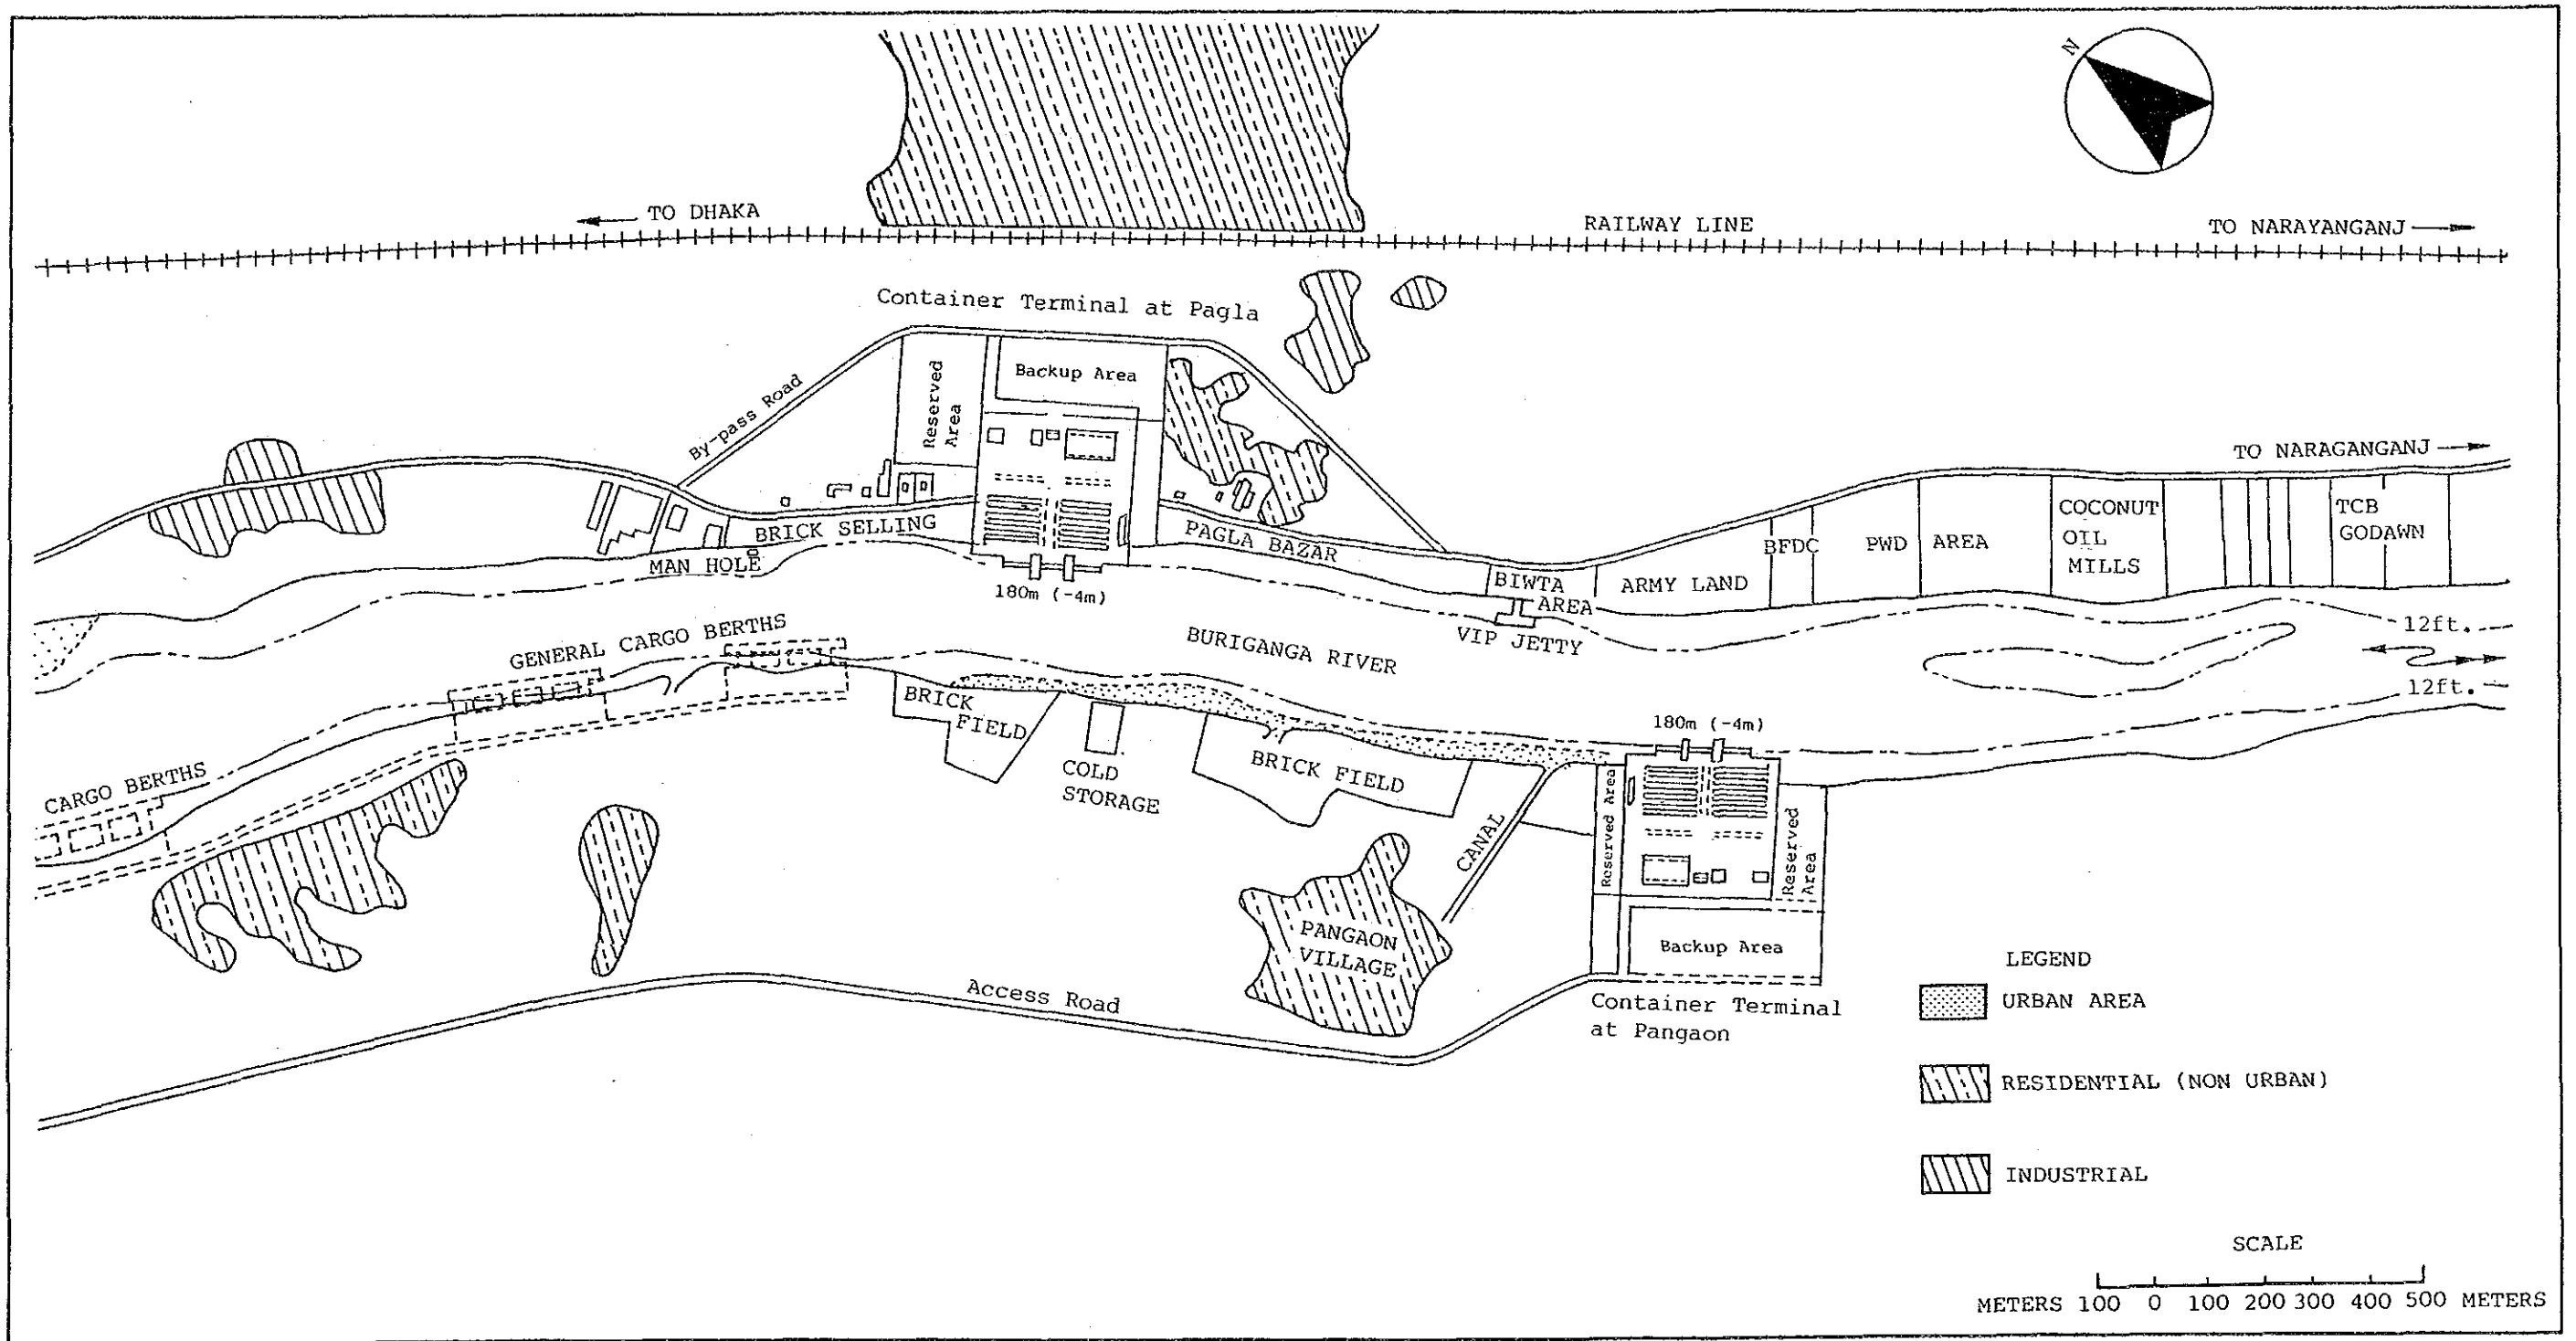 N
TO DHAKA
RAILWAY LINE
TO NARAYANGANJ
Container Terminal at Pagla
By-pass Road
Reserved
Area
Backup Area
TO NARAGANGANJ
BRICK SELLING
MAN HOLE
PAGLA BAZAR
180m (-4m)
BIWTA
AREA
VIP JETTY
ARMY LAND
BFDC
PWD AREA
COCONUT
OIL
MILLS
TCB
GODAWN
12ft.
12ft.
GENERAL CARGO BERTHS
BURIGANGA RIVER
CARGO BERTHS
BRICK
FIELD
COLD
STORAGE
BRICK FIELD
CANAL
180m (-4m)
Reserved Area
Reserved
Area
Backup Area
PANGAON
VILLAGE
Access Road
Container Terminal
at Pangaon
LEGEND
URBAN AREA
RESIDENTIAL (NON URBAN)
INDUSTRIAL
SCALE
METERS 100 0 100 200 300 400 500 METERS